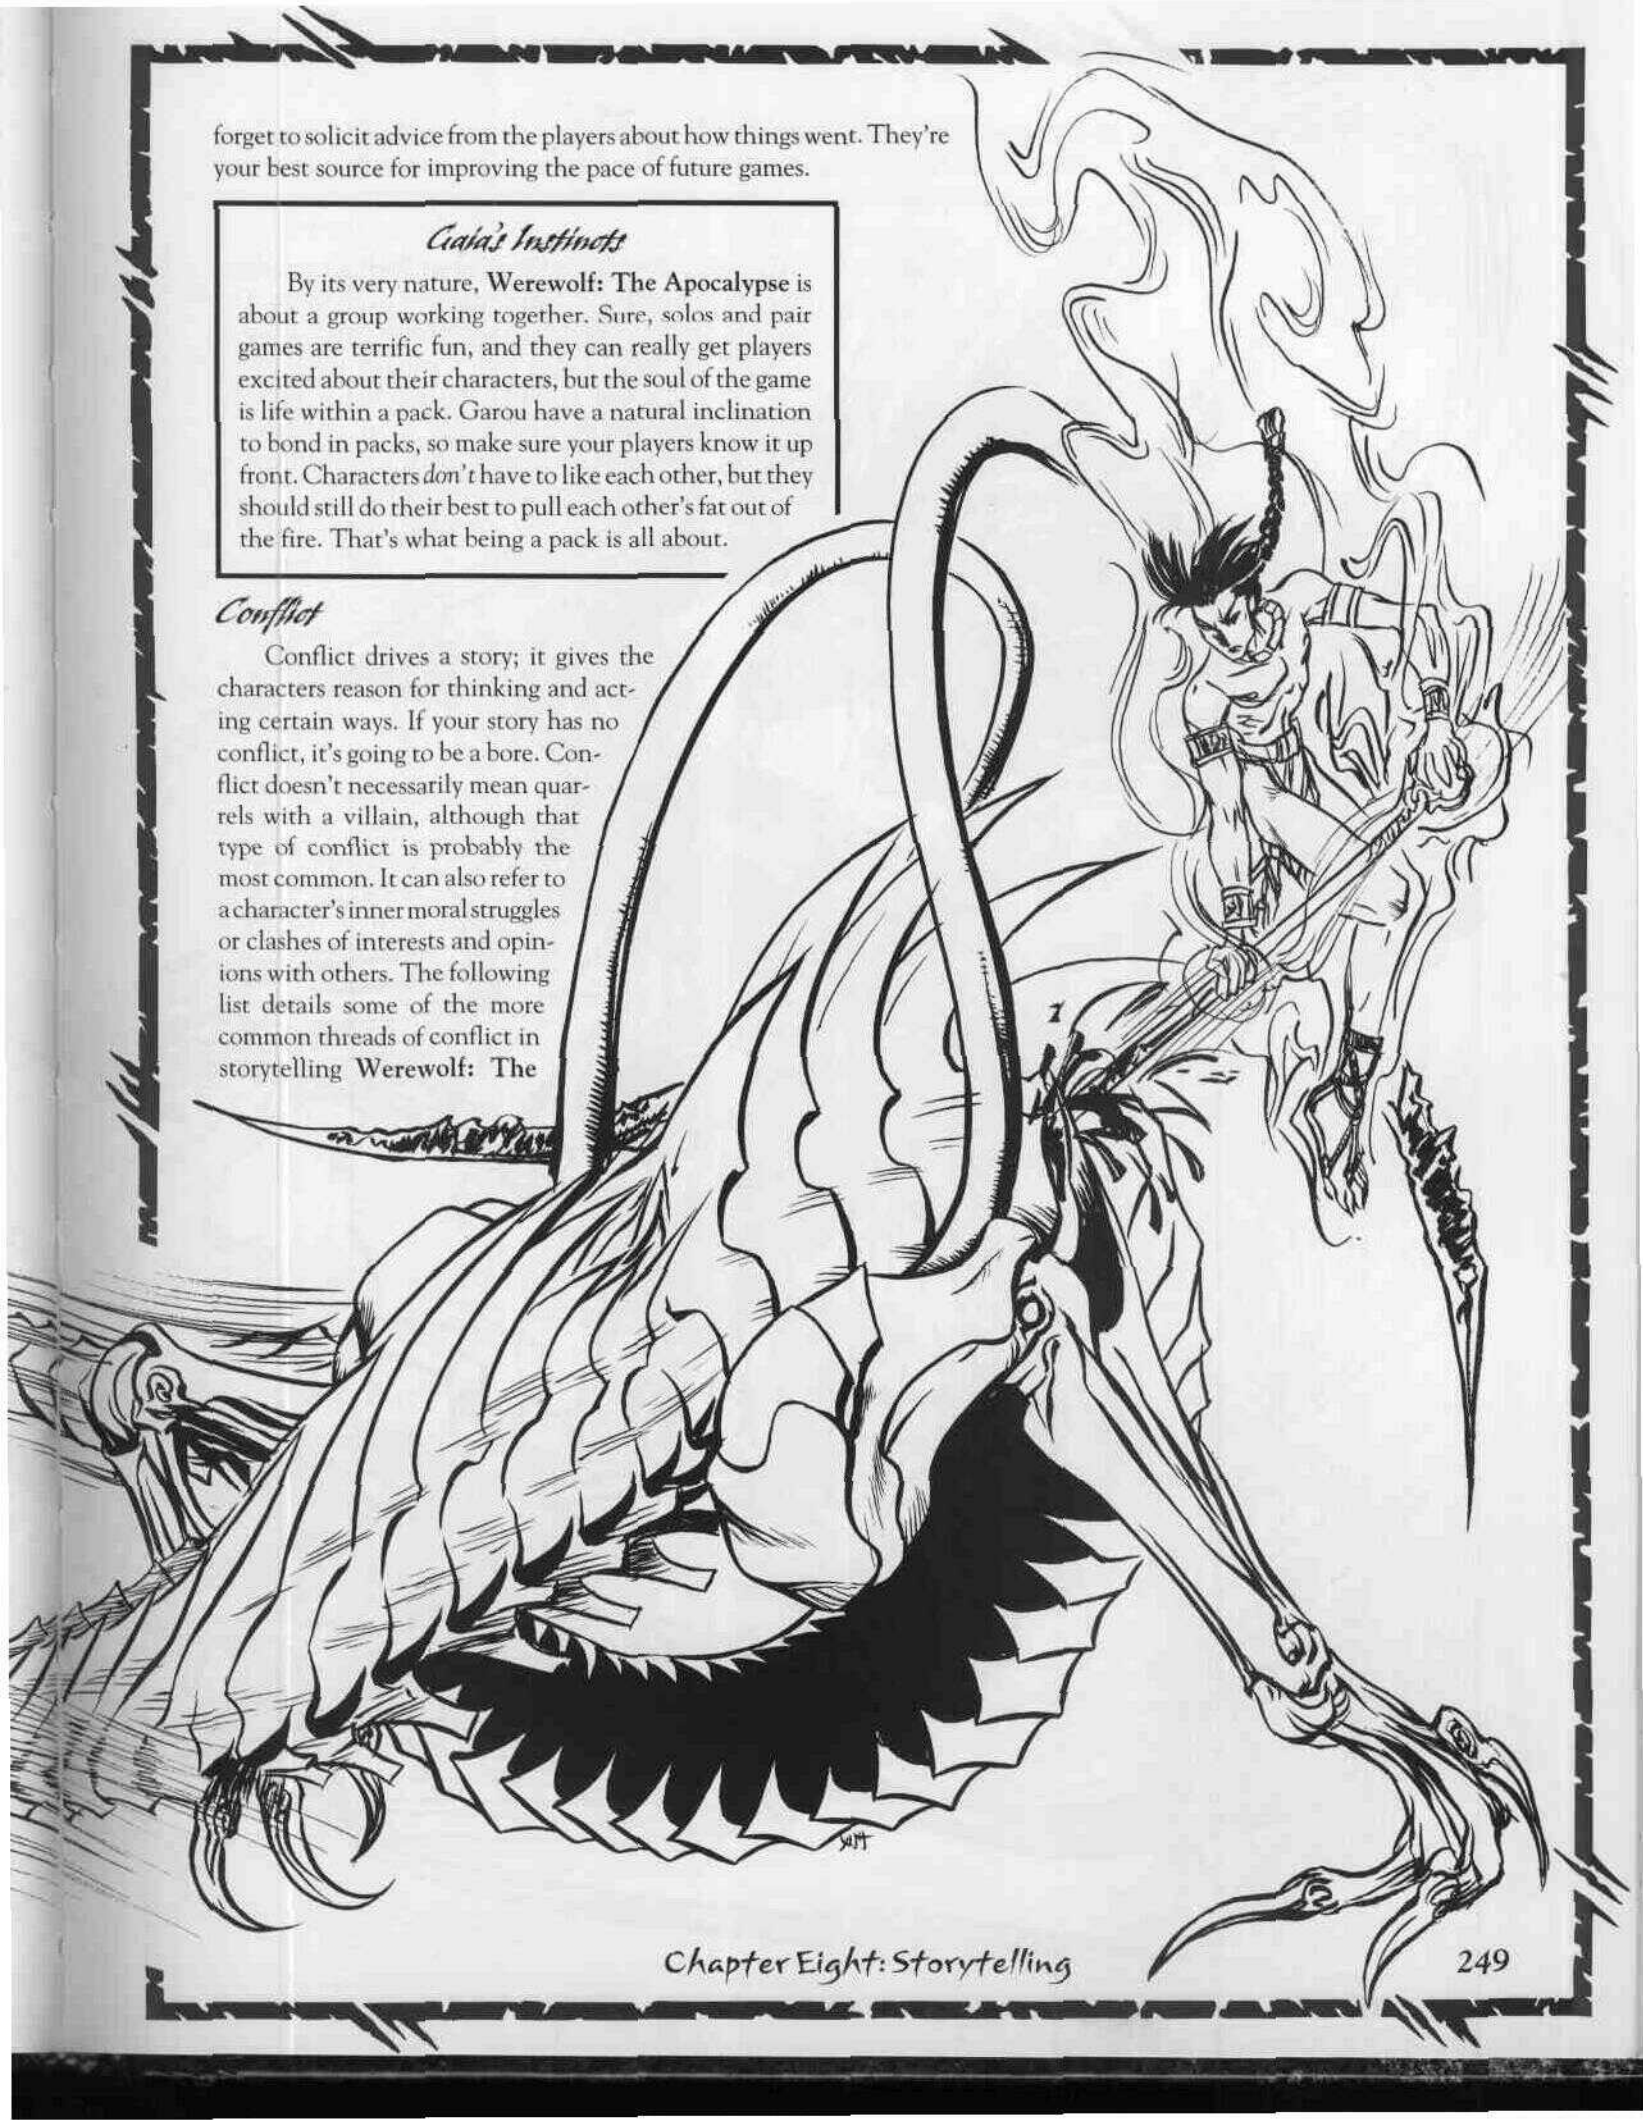 forget to solicit advice from the players about how things went. They're
your best source for improving the pace of future games.
Gaia's Instincts
By its very nature, Werewolf: The Apocalypse is
about a group working together. Sure, solos and pair
games are terrific fun, and they can really get players
excited about their characters, but the soul of the game
is life within a pack. Garou have a natural inclination
to bond in packs, so make sure your players know it up
front. Characters don't have to like each other, but they
should still do their best to pull each other's fat out of
the fire. That's what being a pack is all about.
Conflict
Conflict drives a story; it gives the
characters reason for thinking and act-
ing certain ways. If your story has no
conflict, it's going to be a bore. Con-
flict doesn't necessarily mean quar-
rels with a villain, although that
type of conflict is probably the
most common. It can also refer to
a character's inner moral struggles
or clashes of interests and opin-
ions with others. The following
list details some of the more
common threads of conflict in
storytelling Werewolf: The
Chapter Eight: Storytelling
249